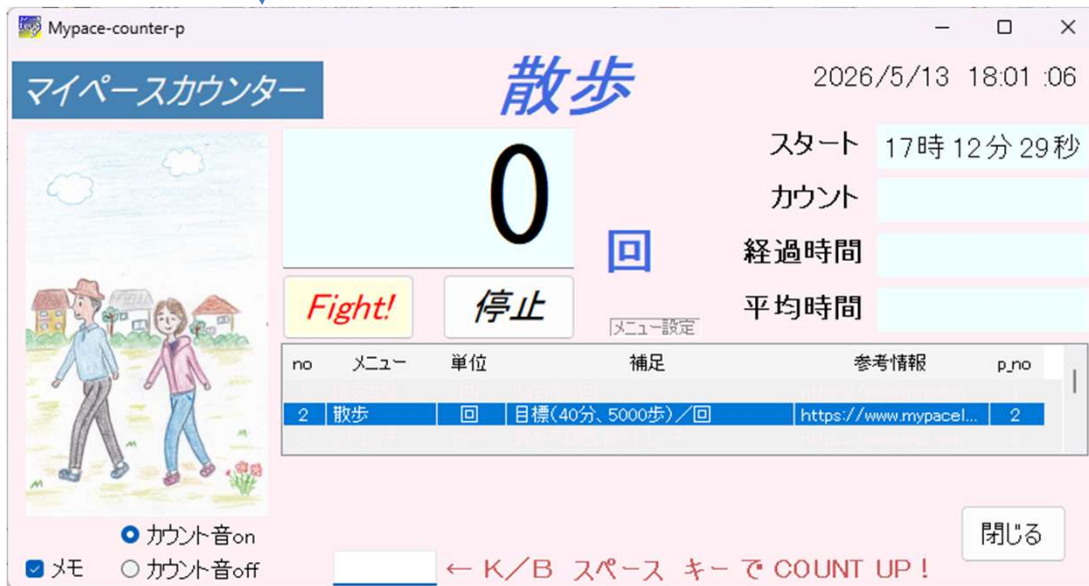 Mypace-counter-p
マイペースカウンター
散歩
2026/5/13 18:01 :06
0
回
スタート 17時12分29秒
カウント
経過時間
平均時間
Fight!
停止
メニュー設定
no メニュー 単位 補足 参考情報 p_no
2 散歩 回 目標(40分、5000歩)／回 https://www.mypacel... 2
カウント音on
メモ
カウント音off
← K／B スペース キー で COUNT UP！
閉じる